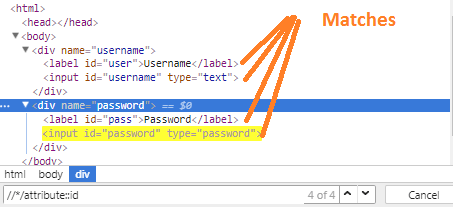 <html>
<head></head>
Matches
▼<body>
▼<div name="username">
<label id="user">Username</label>
<input id="username" type="text">
</div>
... ▼<div name="password"> == $0
<label id="pass">Password</label>
<input id="password" type="password">
</div>
</body>
html body div
//*/attribute::id 4 of 4 Cancel